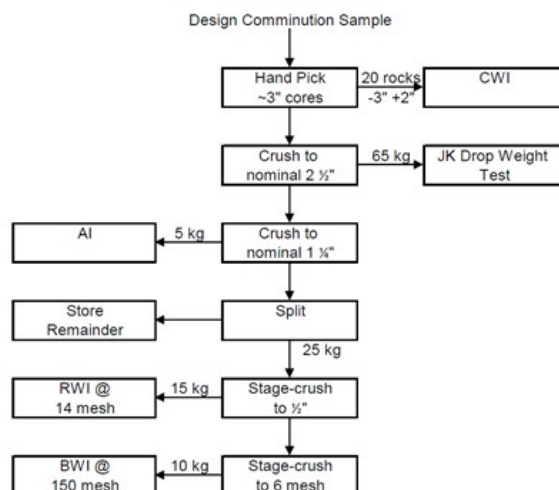 Design Comminution Sample
Hand Pick
~3" cores
20 rocks
-3" +2"
CWI
Crush to
nominal 2 ½"
65 kg
JK Drop Weight
Test
AI
5 kg
Crush to
nominal 1 ¼"
Store
Remainder
Split
25 kg
RWI @
14 mesh
15 kg
Stage-crush
to ½"
BWI @
150 mesh
10 kg
Stage-crush
to 6 mesh